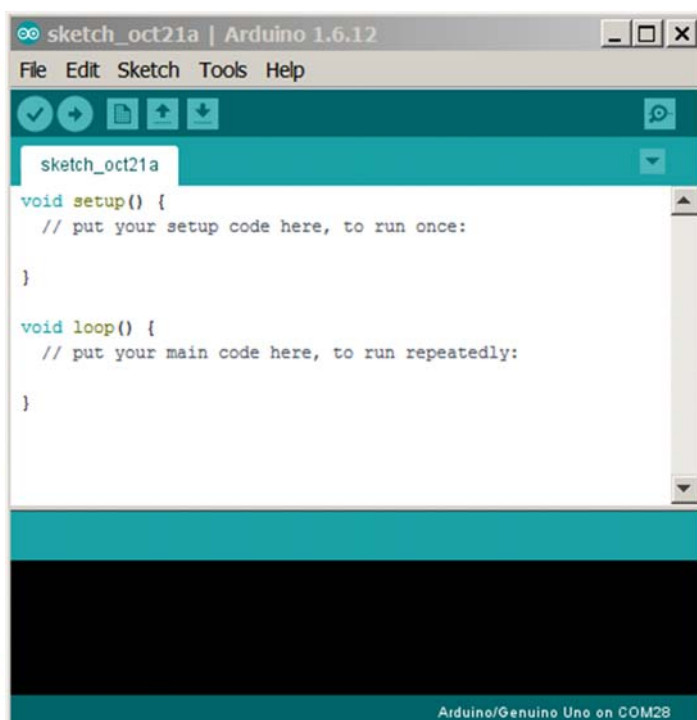 sketch_oct21a | Arduino 1.6.12
File Edit Sketch Tools Help
sketch_oct21a
void setup() {
  // put your setup code here, to run once:
}
void loop() {
  // put your main code here, to run repeatedly:
}
Arduino/Genuino Uno on COM28